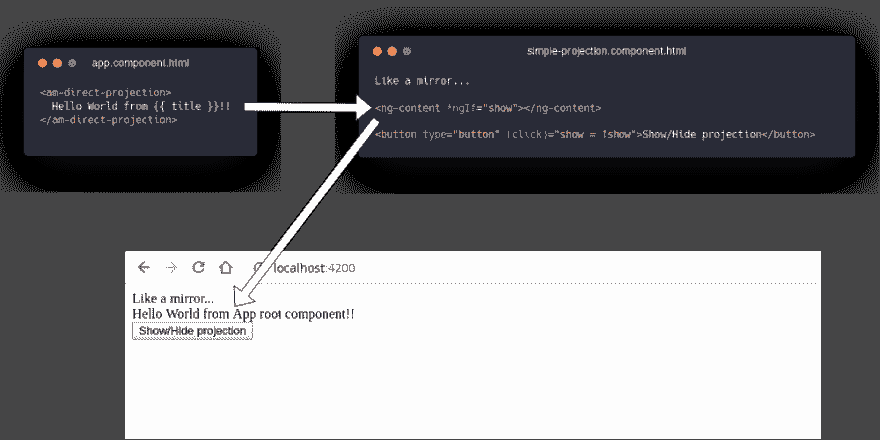 app.component.html
<am-direct-projection>
Hello World from {{ title }}!!
</am-direct-projection>
simple-projection.component.html
Like a mirror...
<ng-content *ngIf="show"></ng-content>
<button type="button" (click)="show = !show">Show/Hide projection</button>
localhost:4200
Like a mirror...
Hello World from App root component!!
Show/Hide projection